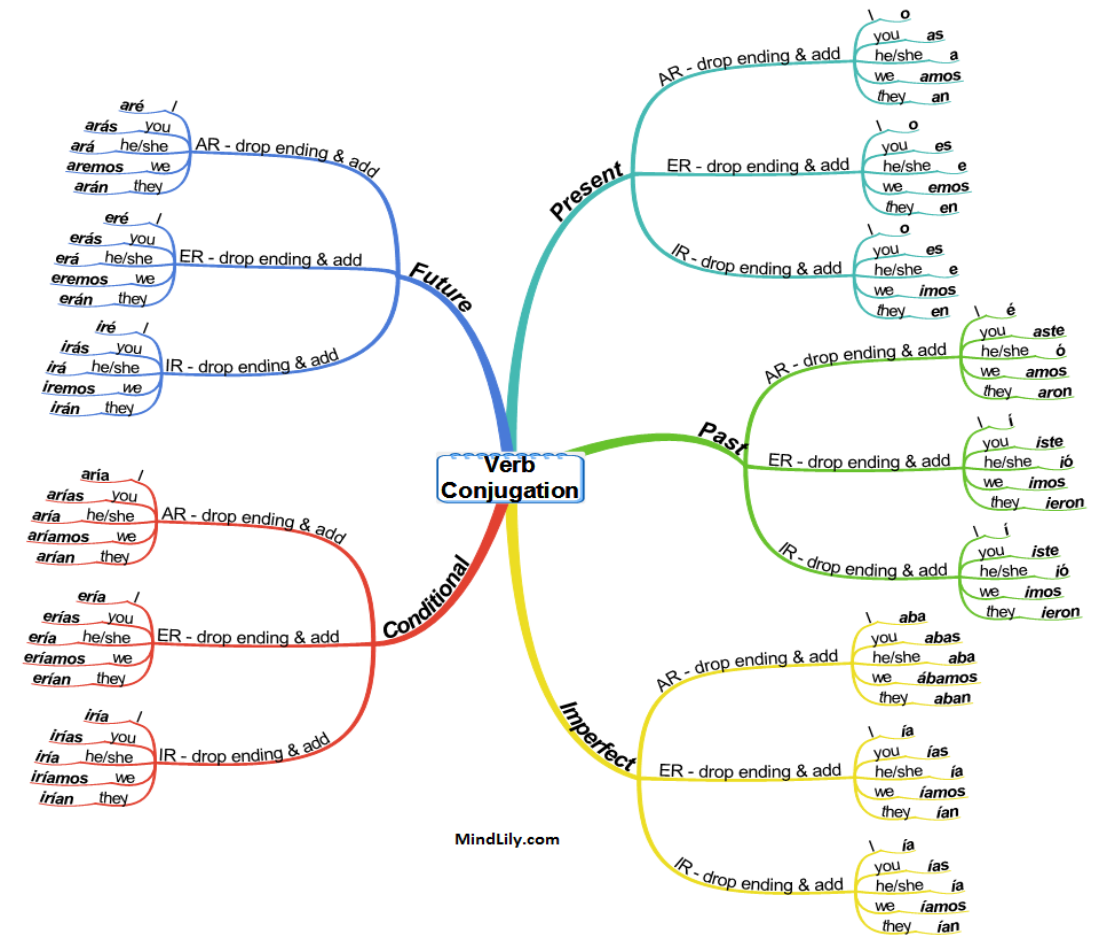 Verb
Conjugation
Present
AR - drop ending & add
I o
you as
he/she a
we amos
they an
ER - drop ending & add
I o
you es
he/she e
we emos
they en
IR - drop ending & add
I o
you es
he/she e
we imos
they en
Past
AR - drop ending & add
I é
you aste
he/she ó
we amos
they aron
ER - drop ending & add
I í
you iste
he/she ió
we imos
they ieron
IR - drop ending & add
I í
you iste
he/she ió
we imos
they ieron
Imperfect
AR - drop ending & add
I aba
you abas
he/she aba
we ábamos
they aban
ER - drop ending & add
I ía
you ías
he/she ía
we íamos
they ían
IR - drop ending & add
I ía
you ías
he/she ía
we íamos
they ían
Future
aré I
arás you
ará he/she
aremos we
arán they
AR - drop ending & add
eré I
erás you
erá he/she
eremos we
erán they
ER - drop ending & add
iré I
irás you
irá he/she
iremos we
irán they
IR - drop ending & add
Conditional
aría I
arías you
aría he/she
aríamos we
arían they
AR - drop ending & add
ería I
erías you
ería he/she
eríamos we
erían they
ER - drop ending & add
iría I
irías you
iría he/she
iríamos we
irían they
IR - drop ending & add
MindLily.com